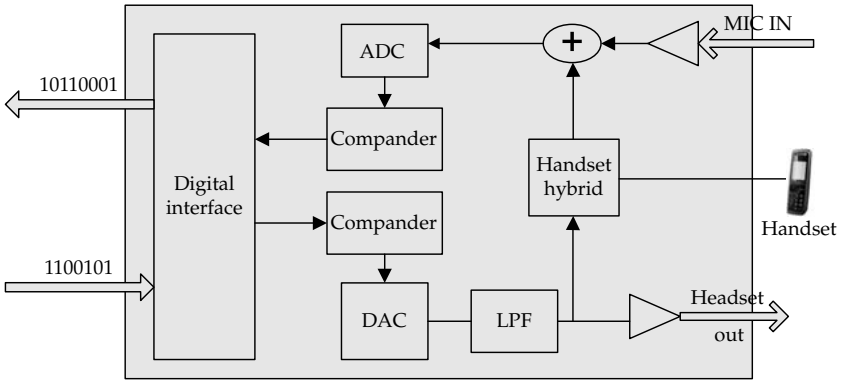 MIC IN
ADC
+
10110001
Compander
Handset
hybrid
Digital
interface
Compander
Handset
1100101
DAC
LPF
Headset
out